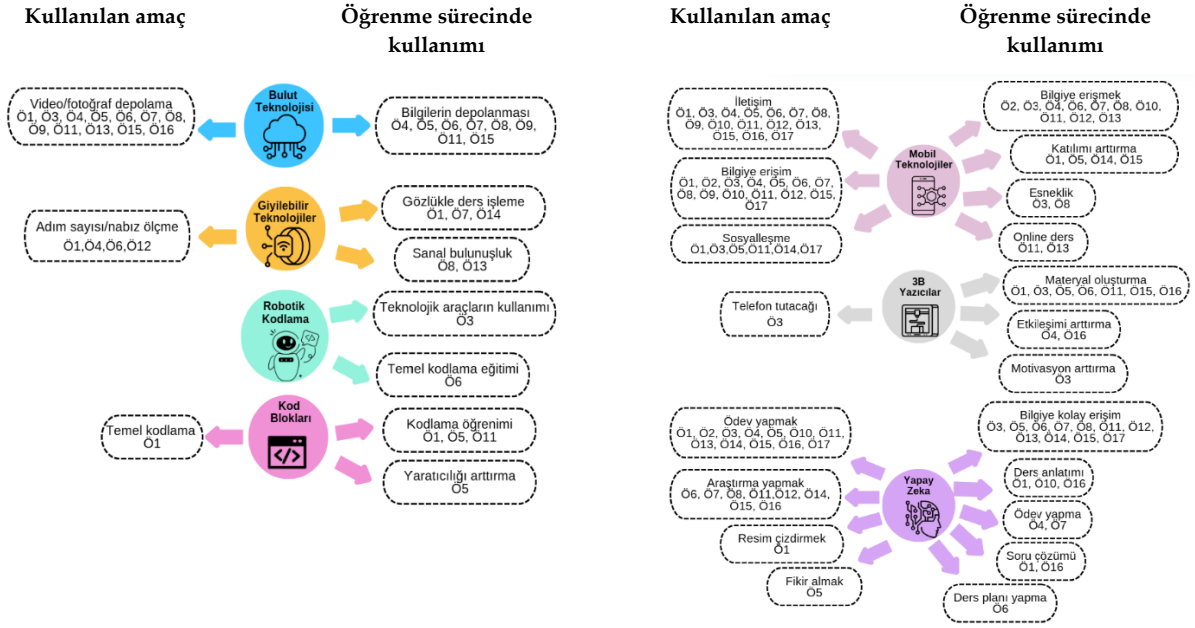 Kullanılan amaç
Öğrenme sürecinde
kullanımı
Video/fotoğraf depolama
Ö1, Ö3, Ö4, Ö5, Ö6, Ö7, Ö8,
Ö9, Ö11, Ö13, Ö15, Ö16
Bulut
Teknolojisi
Bilgilerin depolanması
Ö4, Ö5, Ö6, Ö7, Ö8, Ö9,
Ö11, Ö15
Adım sayısı/nabız ölçme
Ö1,Ö4,Ö6,Ö12
Giyilebilir
Teknolojiler
Gözlükle ders işleme
Ö1, Ö7, Ö14
Sanal bulunuşluk
Ö8, Ö13
Robotik
Kodlama
Teknolojik araçların kullanımı
Ö3
Temel kodlama eğitimi
Ö6
Temel kodlama
Ö1
Kod
Blokları
Kodlama öğrenimi
Ö1, Ö5, Ö11
Yaratıcılığı arttırma
Ö5
Kullanılan amaç
Öğrenme sürecinde
kullanımı
İletişim
Ö1, Ö3, Ö4, Ö5, Ö6, Ö7, Ö8,
Ö9, Ö10, Ö11, Ö12, Ö13,
Ö15, Ö16, Ö17
Bilgiye erişim
Ö1, Ö2, Ö3, Ö4, Ö5, Ö6, Ö7,
Ö8, Ö9, Ö10, Ö11, Ö12, Ö15,
Ö17
Sosyalleşme
Ö1,Ö3,Ö5,Ö11,Ö14,Ö17
Mobil
Teknolojiler
Bilgiye erişmek
Ö2, Ö3, Ö4, Ö6, Ö7, Ö8, Ö10,
Ö11, Ö12, Ö13
Katılımı arttırma
Ö1, Ö5, Ö14, Ö15
Esneklik
Ö3, Ö8
Online ders
Ö11, Ö13
Telefon tutacağı
Ö3
3B
Yazıcılar
Materyal oluşturma
Ö1, Ö3, Ö5, Ö6, Ö11, Ö15, Ö16
Etkileşimi arttırma
Ö4, Ö16
Motivasyon arttırma
Ö3
Ödev yapmak
Ö1, Ö2, Ö3, Ö4, Ö5, Ö10, Ö11,
Ö13, Ö14, Ö15, Ö16, Ö17
Araştırma yapmak
Ö6, Ö7, Ö8, Ö11,Ö12, Ö14,
Ö15, Ö16
Resim çizdirmek
Ö1
Fikir almak
Ö5
Yapay
Zeka
Bilgiye kolay erişim
Ö3, Ö5, Ö6, Ö7, Ö8, Ö11, Ö12,
Ö13, Ö14, Ö15, Ö17
Ders anlatımı
Ö1, Ö10, Ö16
Ödev yapma
Ö4, Ö7
Soru çözümü
Ö1, Ö16
Ders planı yapma
Ö6